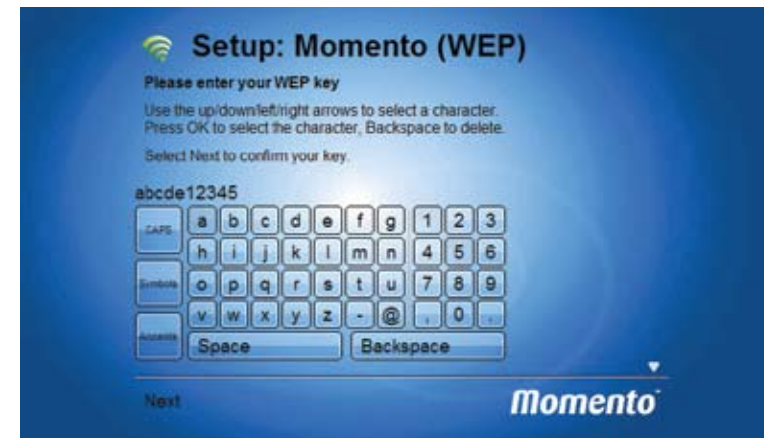 Setup: Momento (WEP)
Please enter your WEP key
Use the up/down/left/right arrows to select a character.
Press OK to select the character, Backspace to delete.
Select Next to confirm your key.
abcde12345
CAPS a b c d e f g 1 2 3
h i j k l m n 4 5 6
Symbols o p q r s t u 7 8 9
v w x y z - @ , 0 .
Accents Space Backspace
Next
Momento